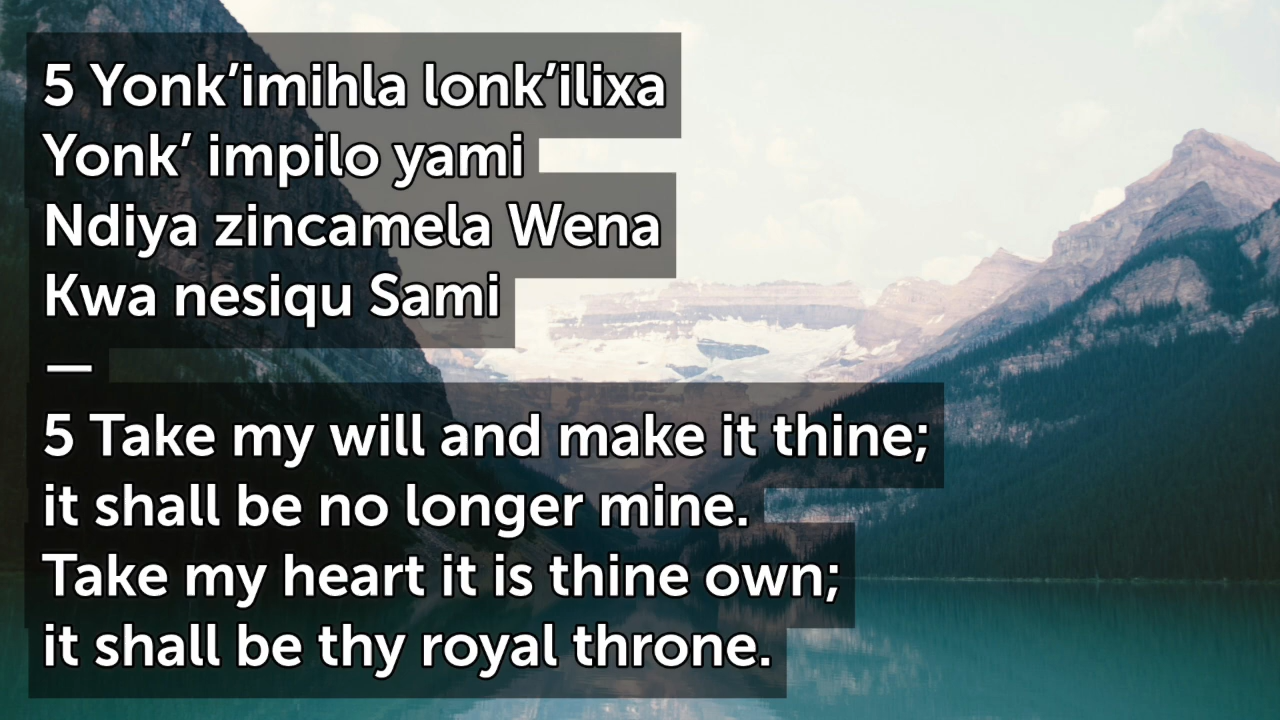 5 Yonk’imihla lonk’ilixa
Yonk’ impilo yami
Ndiya zincamela Wena
Kwa nesiqu Sami
—
5 Take my will and make it thine;
it shall be no longer mine.
Take my heart it is thine own;
it shall be thy royal throne.